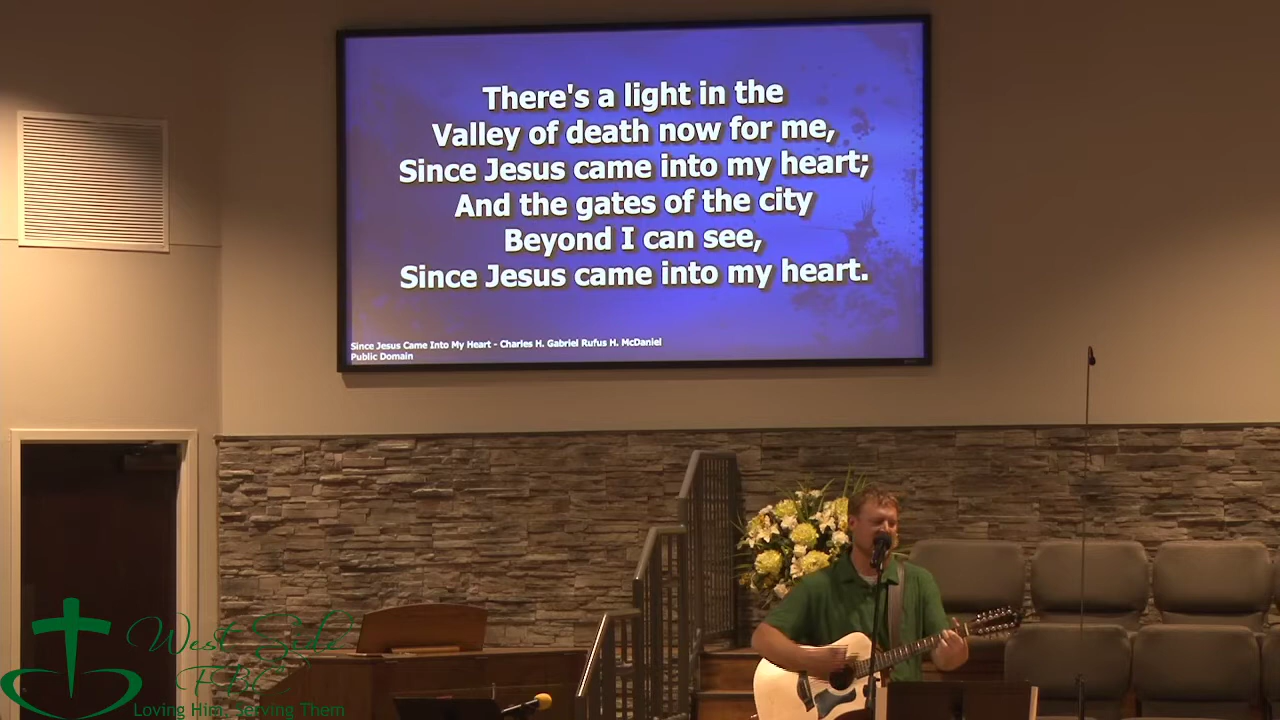 There's a light in the
Valley of death now for me,
Since Jesus came into my heart;
And the gates of the city
Beyond I can see,
Since Jesus came into my heart.
Since Jesus Came Into My Heart - Charles H. Gabriel Rufus H. McDaniel
Public Domain
West Side
FBC
Loving Him, Serving Them